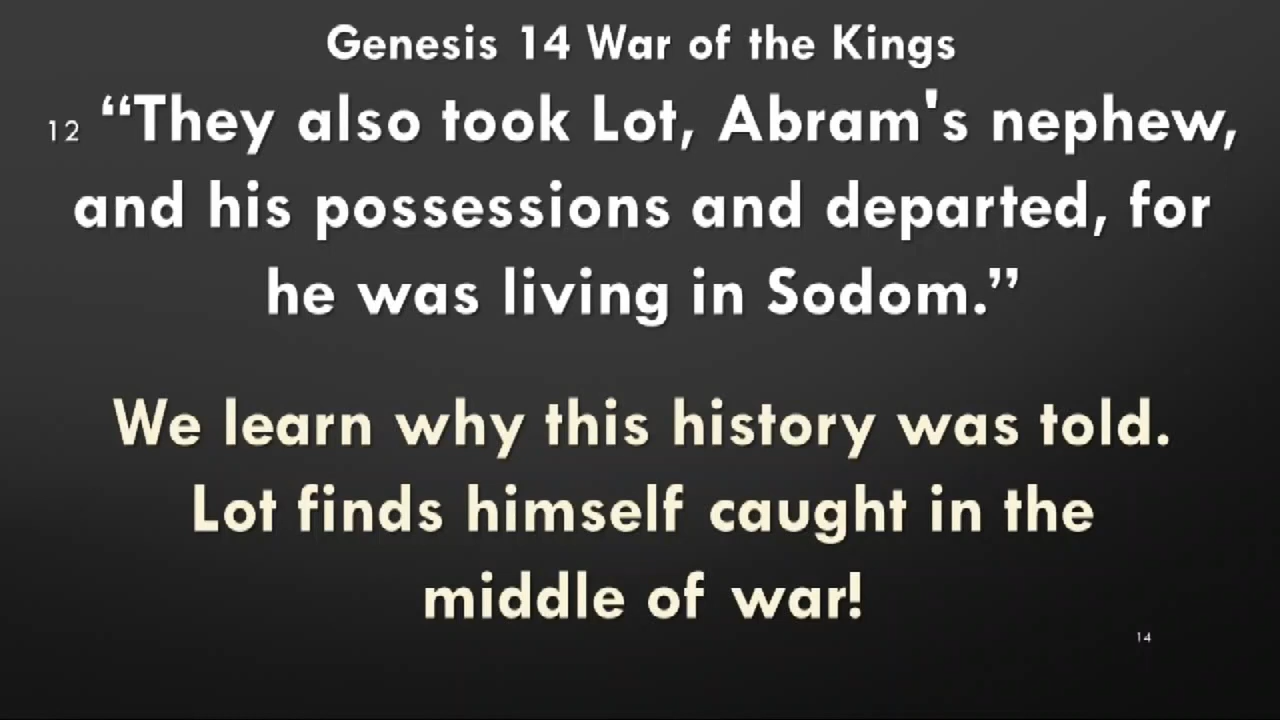 Genesis 14 War of the Kings
12 “They also took Lot, Abram's nephew,
and his possessions and departed, for
he was living in Sodom.”
We learn why this history was told.
Lot finds himself caught in the
middle of war!
14